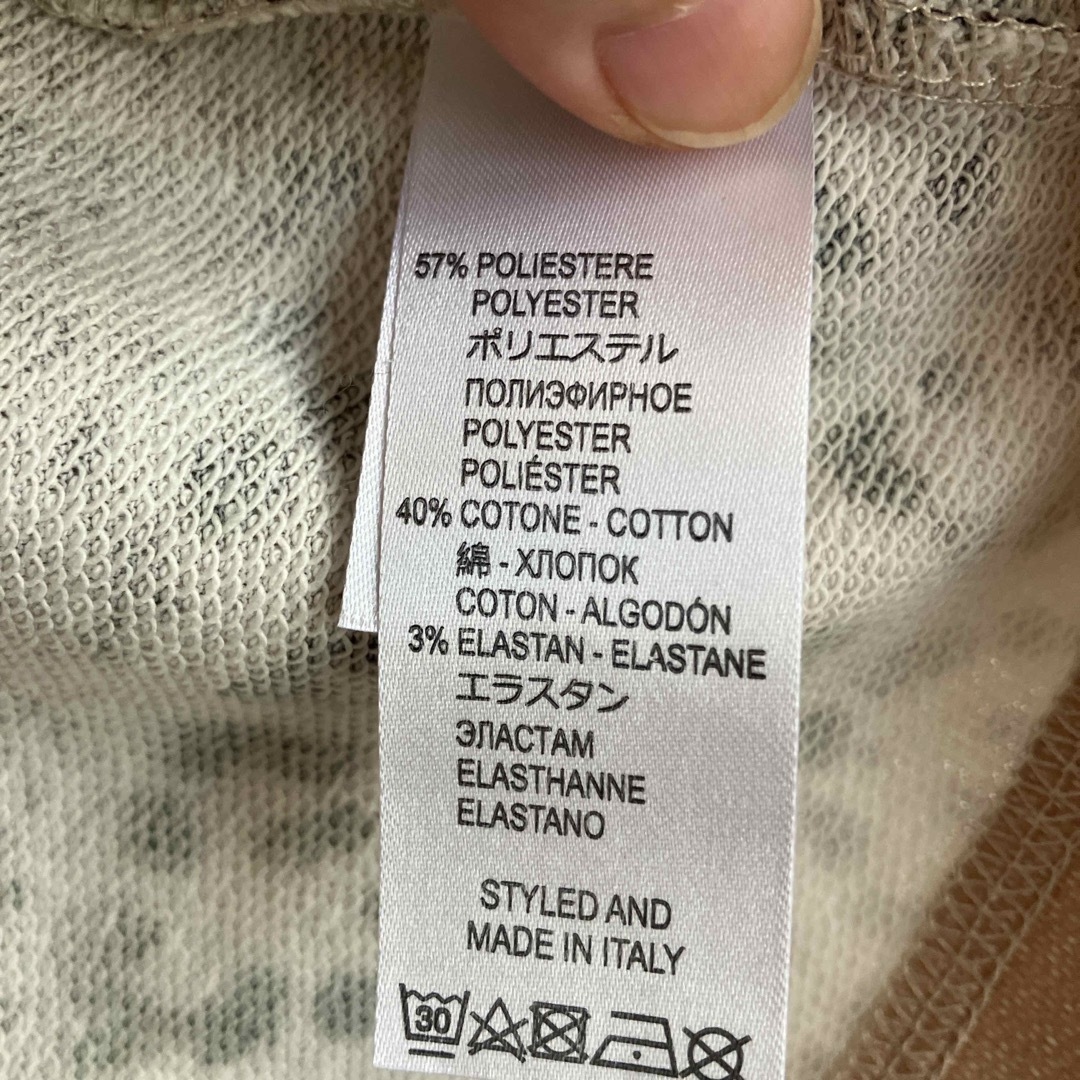 57% POLIESTERE
POLYESTER
ポリエステル
ПОЛИЭФИРНОЕ
POLYESTER
POLIÉSTER
40% COTONE - COTTON
綿 - ХЛОПОК
COTON - ALGODÓN
3% ELASTAN - ELASTANE
エラスタン
ЭЛАСТАМ
ELASTHANNE
ELASTANO
STYLED AND
MADE IN ITALY
30